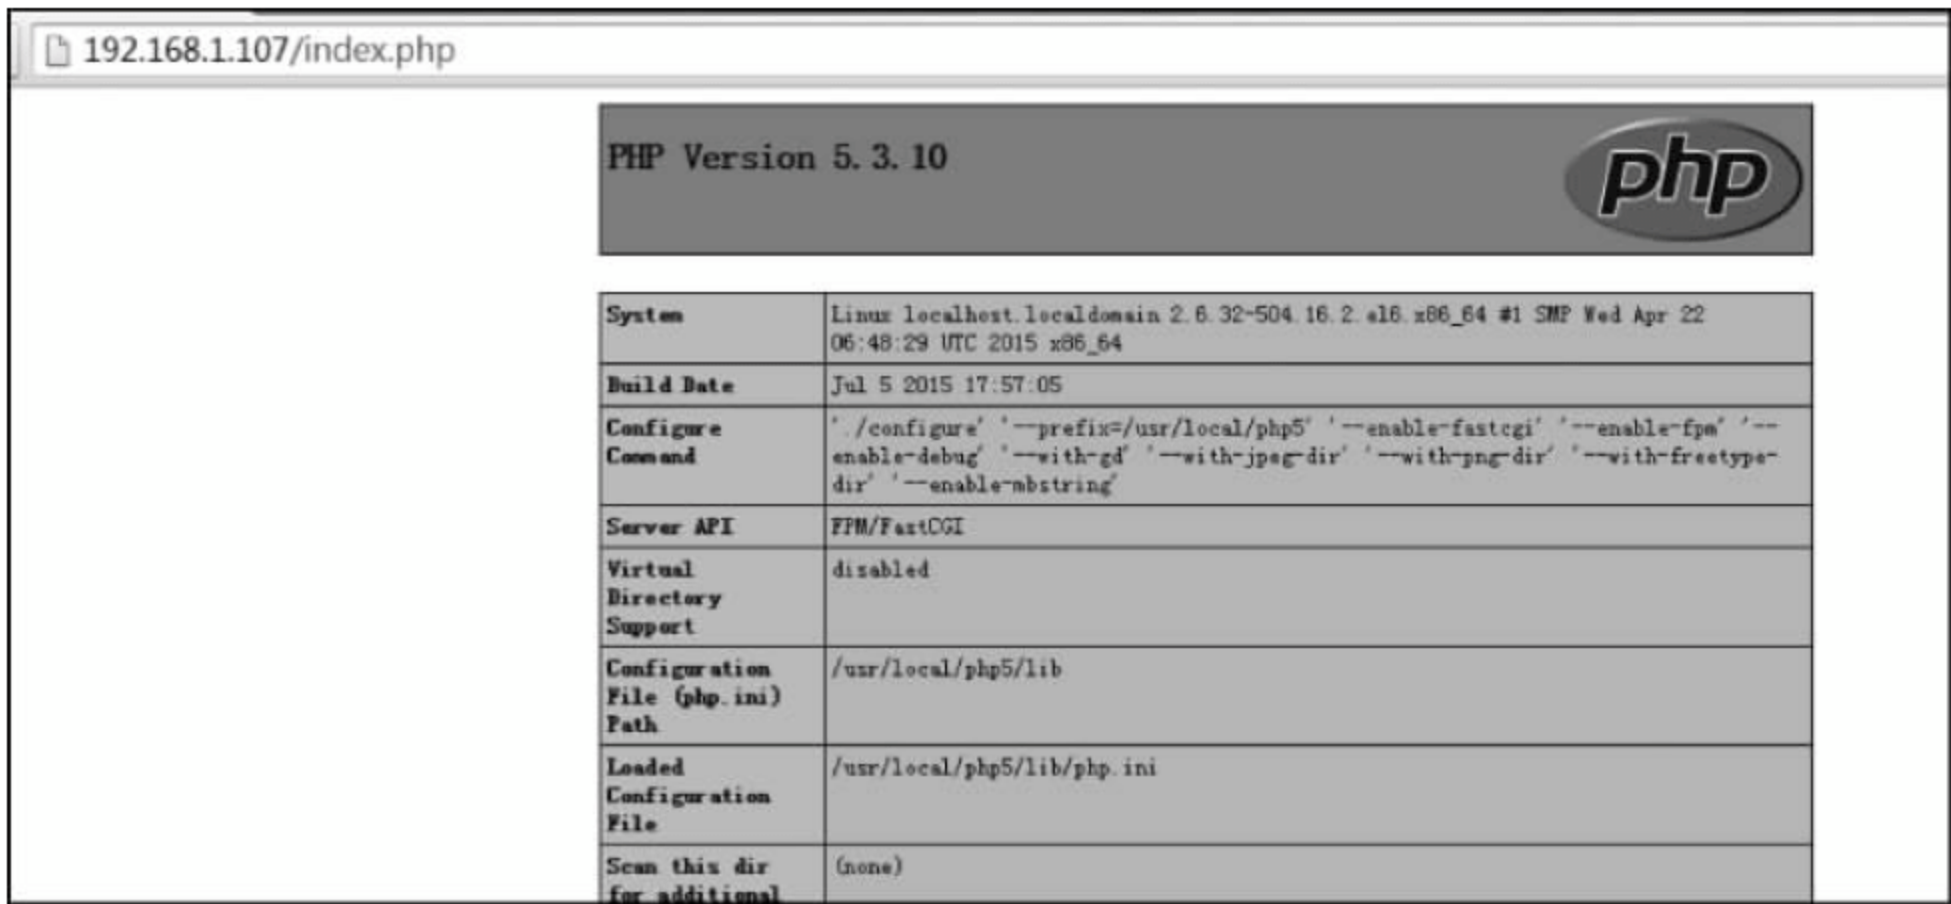 192.168.1.107/index.php
PHP Version 5.3.10
php
System
Linux localhost.localdomain 2.6.32-504.16.2.el6.x86_64 #1 SMP Wed Apr 22
06:48:29 UTC 2015 x86_64
Build Date
Jul 5 2015 17:57:05
Configure
Command
'./configure' '--prefix=/usr/local/php5' '--enable-fastcgi' '--enable-fpm' '--
enable-debug' '--with-gd' '--with-jpeg-dir' '--with-png-dir' '--with-freetype-
dir' '--enable-mbstring'
Server API
FPM/FastCGI
Virtual
Directory
Support
disabled
Configuration
File (php.ini)
Path
/usr/local/php5/lib
Loaded
Configuration
File
/usr/local/php5/lib/php.ini
Scan this dir
for additional
(none)